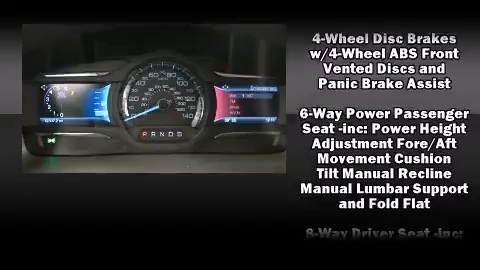 4-Wheel Disc Brakes
w/4-Wheel ABS Front
Vented Discs and
Panic Brake Assist
6-Way Power Passenger
Seat -inc: Power Height
Adjustment Fore/Aft
Movement Cushion
Tilt Manual Recline
Manual Lumbar Support
and Fold Flat
8-Way Driver Seat -inc:
P R N D S
140